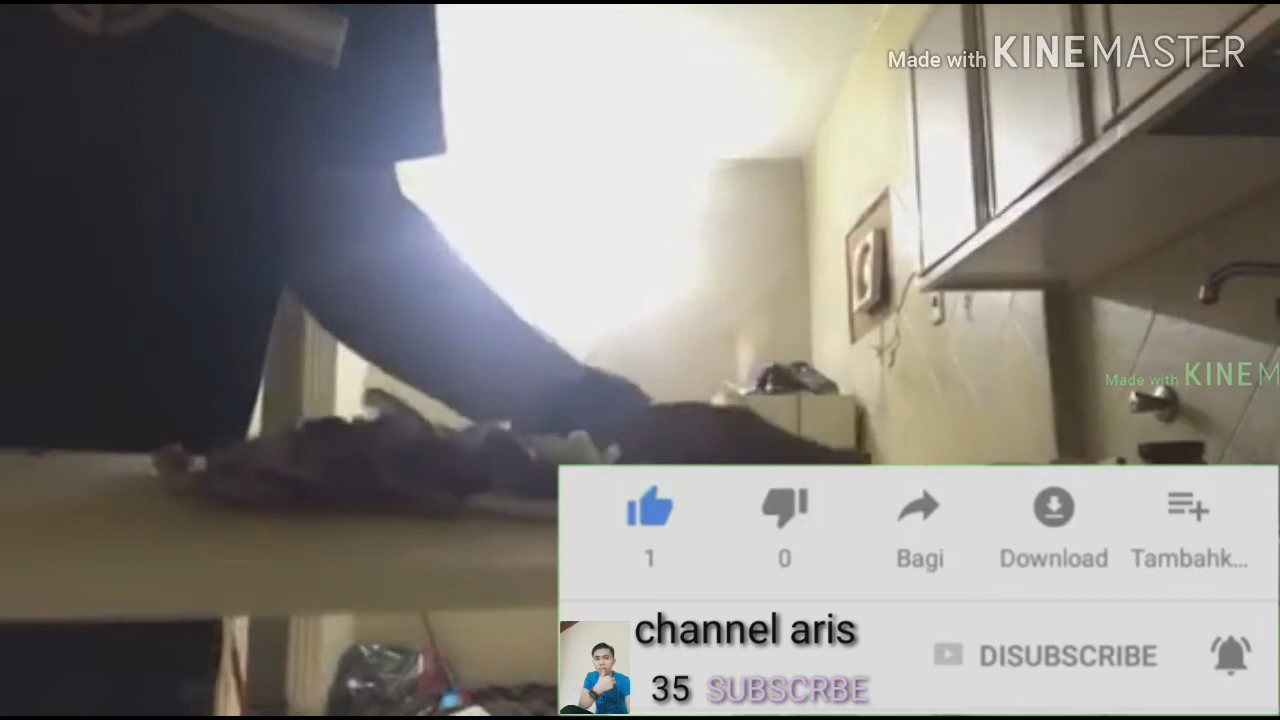 Made with KINEMASTER
Made with KINEM
1
0
Bagi
Download
Tambahk...
channel aris
DISUBSCRIBE
35 SUBSCRBE